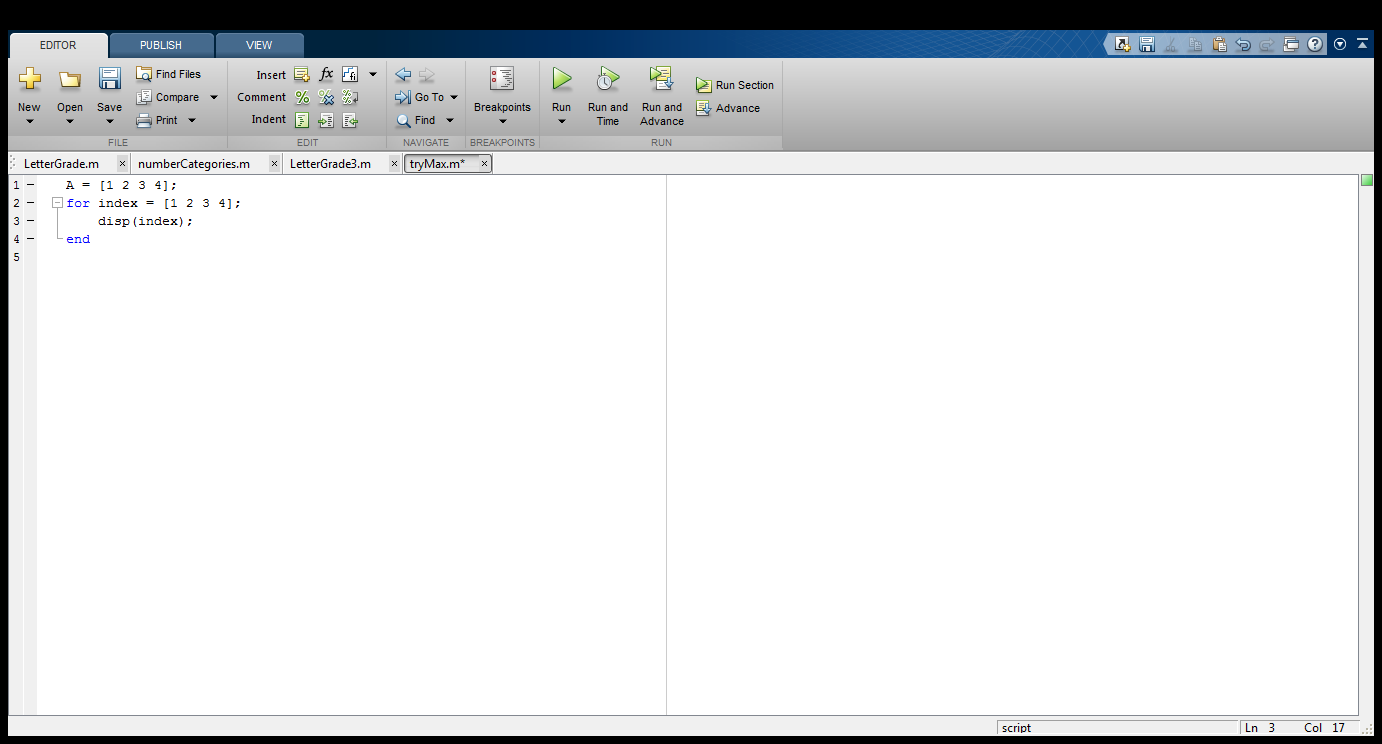 EDITOR PUBLISH VIEW
New Open Save Find Files Compare Print
Insert fx fi
Comment % % %
Indent
Go To Find
Breakpoints
Run Run and Time Run and Advance Run Section Advance
FILE EDIT NAVIGATE BREAKPOINTS RUN
LetterGrade.m × numberCategories.m × LetterGrade3.m × tryMax.m* ×
1 – A = [1 2 3 4];
2 – for index = [1 2 3 4];
3 – disp(index);
4 – end
5
script Ln 3 Col 17